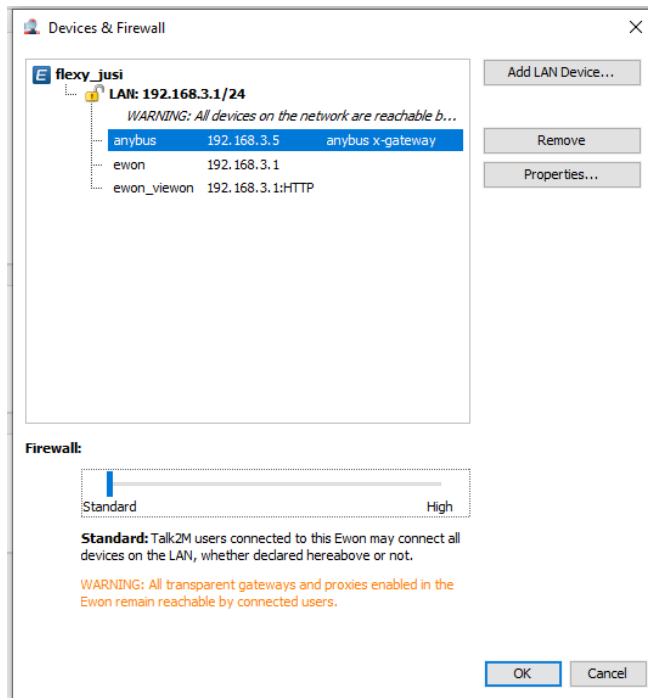 Devices & Firewall
Add LAN Device...
flexy_jusi
LAN: 192.168.3.1/24
WARNING: All devices on the network are reachable b...
anybus 192.168.3.5 anybus x-gateway
Remove
ewon 192.168.3.1
Properties...
ewon_viewon 192.168.3.1:HTTP
Firewall:
Standard High
Standard: Talk2M users connected to this Ewon may connect all
devices on the LAN, whether declared hereabove or not.
WARNING: All transparent gateways and proxies enabled in the
Ewon remain reachable by connected users.
OK Cancel